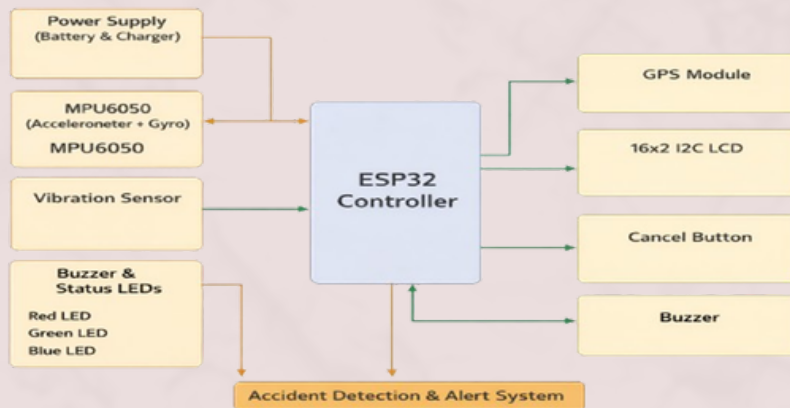 Power Supply
(Battery & Charger)
MPU6050
(Acceleroneter + Gyro)
MPU6050
Vibration Sensor
Buzzer &
Status LEDs
Red LED
Green LED
Blue LED
ESP32
Controller
GPS Module
16x2 I2C LCD
Cancel Button
Buzzer
Accident Detection & Alert System